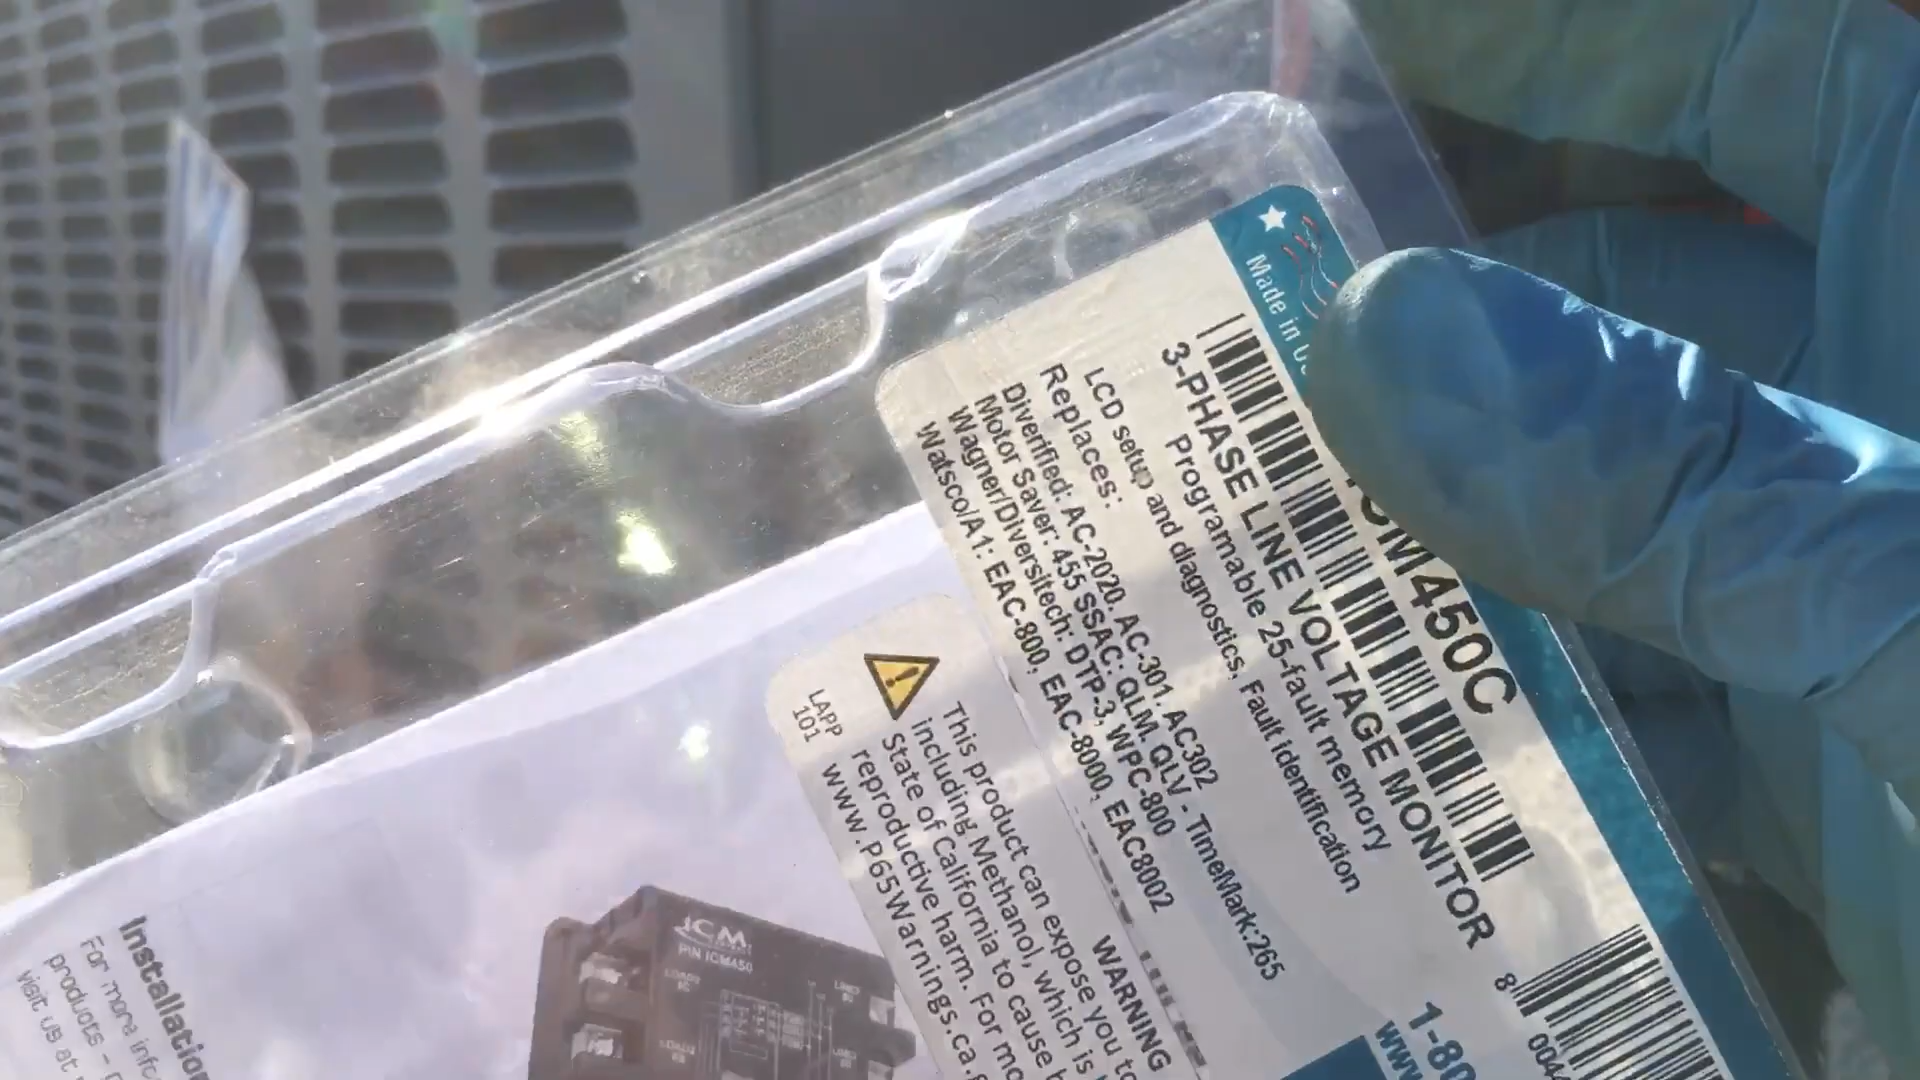 Made in
450C
3-PHASE LINE VOLTAGE MONITOR
Programable 25-fault memory
LCD setup and diagnostics, Fault identification
Replaces:
Diverified: AC-2020, AC-301, AC302
Motor Saver: 455 SSAC: QLM, QLV - TimeMark:265
Wagner/Diversitech: DTP-3, WPC-800
Watsco/A1: EAC-800, EAC-8000, EAC8002
8
1-80
www
WARNING
This product can expose you to
including Methanol, which is
State of California to cause
reproductive harm. For
www.P65Warnings.ca.
LAPP
101
ICM
P/N ICM450
For more
products -
visit us at